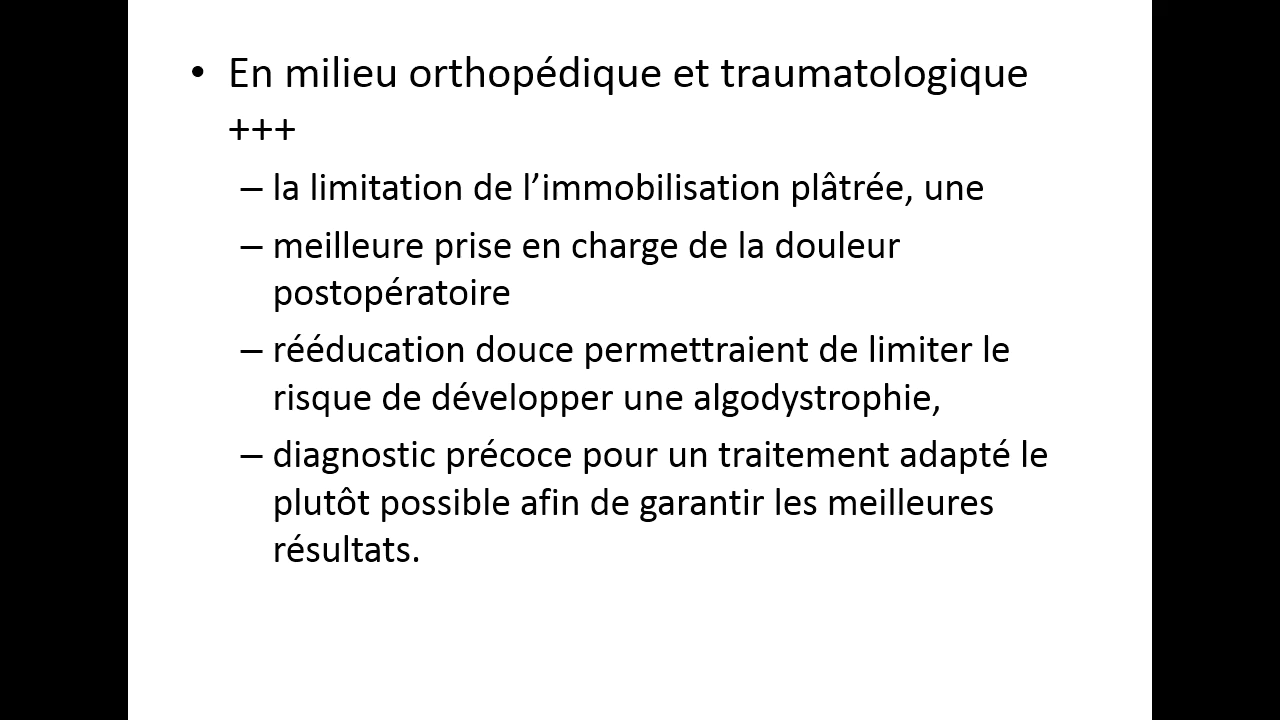 • En milieu orthopédique et traumatologique
+++
– la limitation de l’immobilisation plâtrée, une
– meilleure prise en charge de la douleur
postopératoire
– rééducation douce permettraient de limiter le
risque de développer une algodystrophie,
– diagnostic précoce pour un traitement adapté le
plutôt possible afin de garantir les meilleures
résultats.